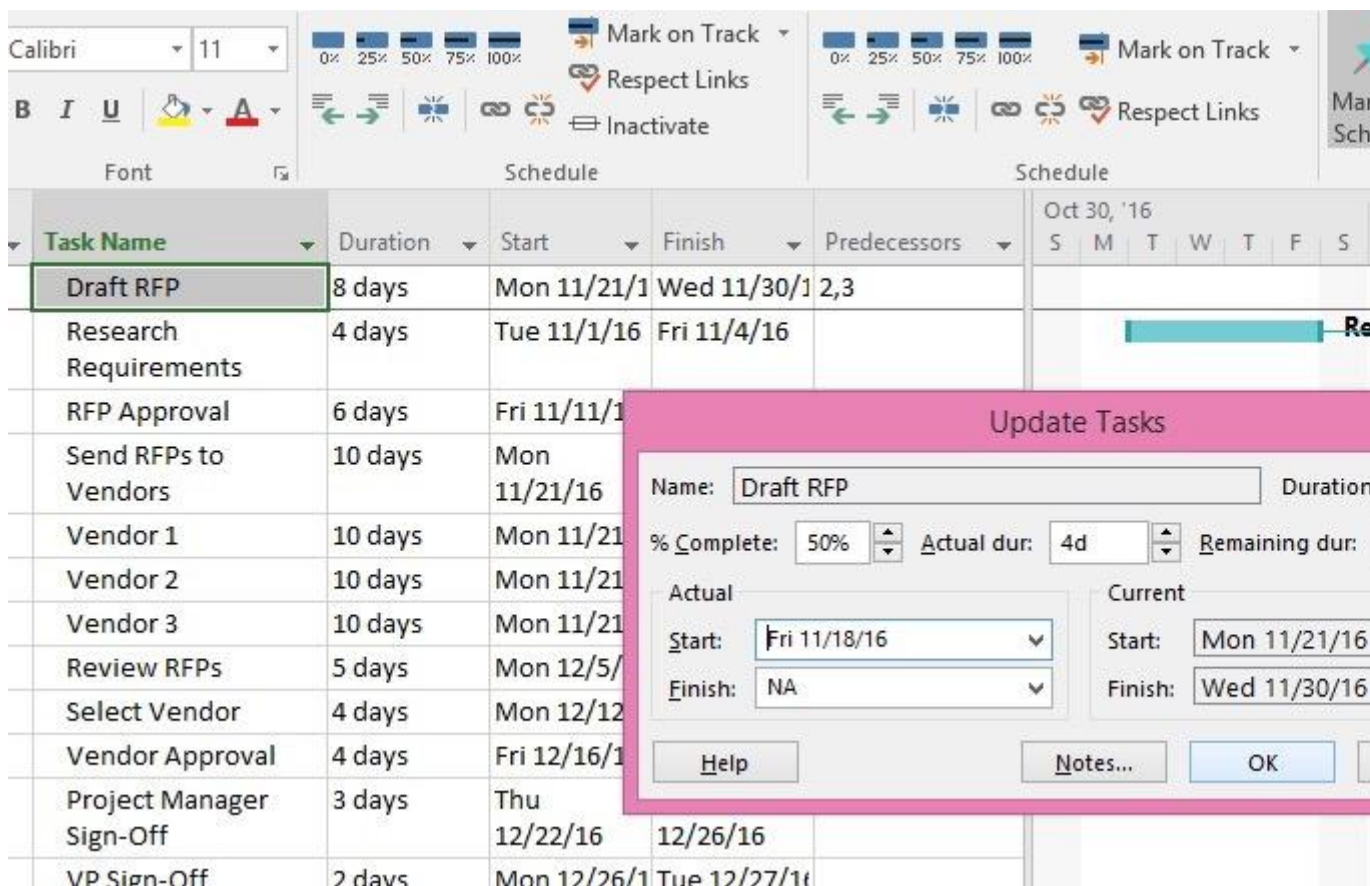 Calibri 11
0% 25% 50% 75% 100%
Mark on Track
Respect Links
Inactivate
0% 25% 50% 75% 100%
Mark on Track
Respect Links
B I U A
Font
Schedule
Schedule
Oct 30, '16
Task Name Duration Start Finish Predecessors S M T W T F S
Draft RFP 8 days Mon 11/21/1 Wed 11/30/1 2,3
Research 4 days Tue 11/1/16 Fri 11/4/16
Requirements
RFP Approval 6 days Fri 11/11/1
Send RFPs to 10 days Mon
Vendors 11/21/16
Vendor 1 10 days Mon 11/21
Vendor 2 10 days Mon 11/21
Vendor 3 10 days Mon 11/21
Review RFPs 5 days Mon 12/5/
Select Vendor 4 days Mon 12/12
Vendor Approval 4 days Fri 12/16/1
Project Manager 3 days Thu
Sign-Off 12/22/16 12/26/16
VP Sign-Off 2 days Mon 12/26/1 Tue 12/27/16
Update Tasks
Name: Draft RFP Duration
% Complete: 50% Actual dur: 4d Remaining dur:
Actual Current
Start: Fri 11/18/16 Start: Mon 11/21/16
Finish: NA Finish: Wed 11/30/16
Help Notes... OK